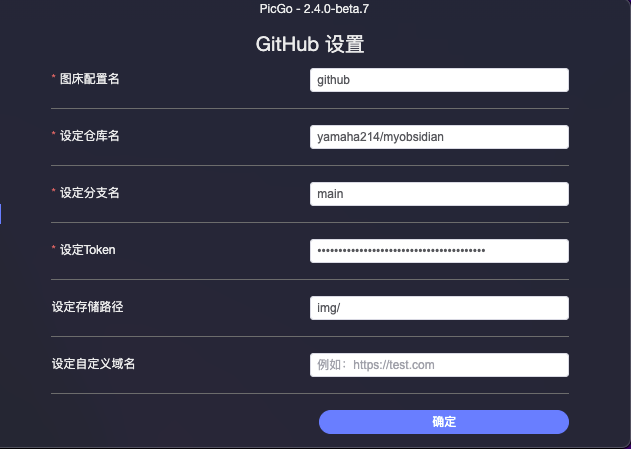 PicGo - 2.4.0-beta.7
GitHub 设置
* 图床配置名
github
* 设定仓库名
yamaha214/myobsidian
* 设定分支名
main
* 设定Token
••••••••••••••••••••••••••••••••••••••••
设定存储路径
img/
设定自定义域名
例如：https://test.com
确定